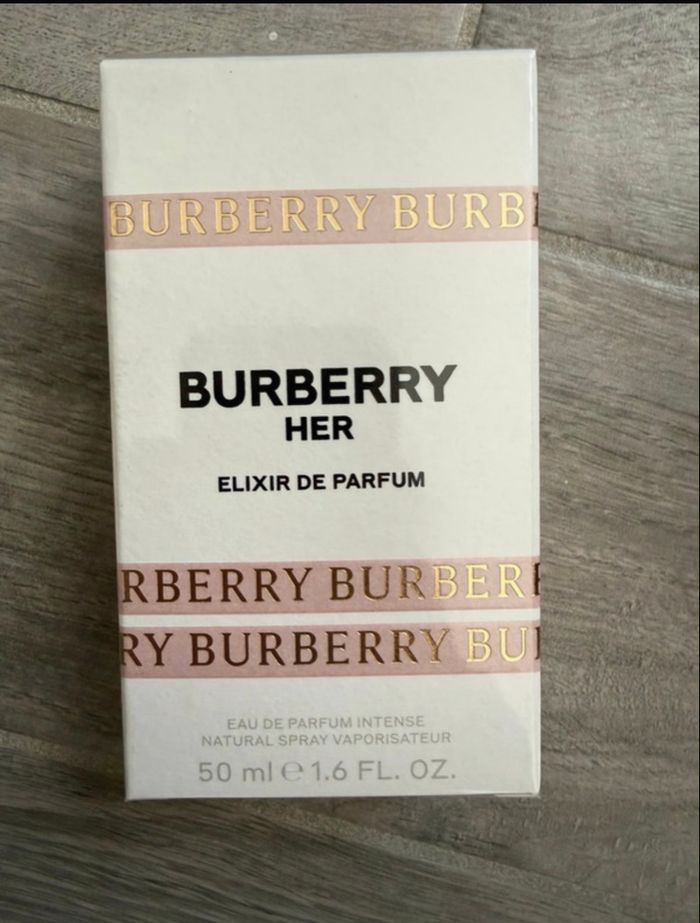 BURBERRY BURB
BURBERRY
HER
ELIXIR DE PARFUM
RBERRY BURBER
RY BURBERRY BU
EAU DE PARFUM INTENSE
NATURAL SPRAY VAPORISATEUR
50 ml ℮ 1.6 FL. OZ.